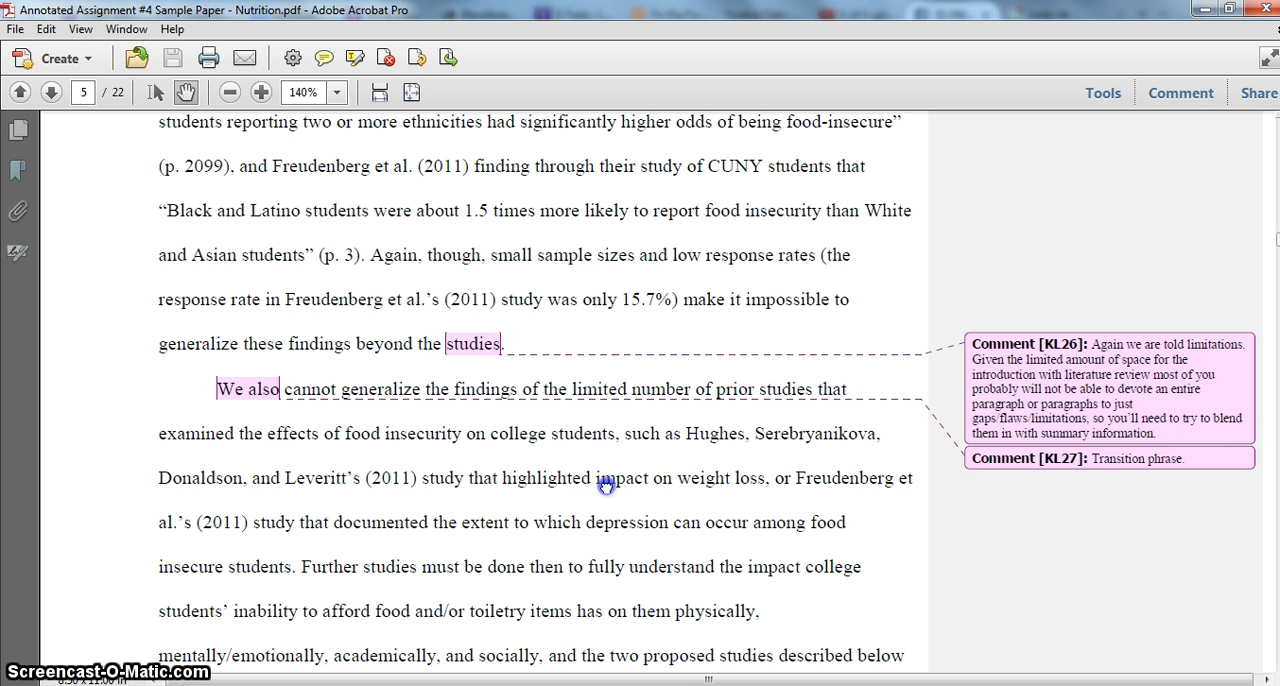 Annotated Assignment #4 Sample Paper - Nutrition.pdf - Adobe Acrobat Pro
File Edit View Window Help
Create
5 / 22 140% Tools Comment Share
students reporting two or more ethnicities had significantly higher odds of being food-insecure”
(p. 2099), and Freudenberg et al. (2011) finding through their study of CUNY students that
“Black and Latino students were about 1.5 times more likely to report food insecurity than White
and Asian students” (p. 3). Again, though, small sample sizes and low response rates (the
response rate in Freudenberg et al.’s (2011) study was only 15.7%) make it impossible to
generalize these findings beyond the studies.
We also cannot generalize the findings of the limited number of prior studies that
examined the effects of food insecurity on college students, such as Hughes, Serebryanikova,
Donaldson, and Leveritt’s (2011) study that highlighted impact on weight loss, or Freudenberg et
al.’s (2011) study that documented the extent to which depression can occur among food
insecure students. Further studies must be done then to fully understand the impact college
students’ inability to afford food and/or toiletry items has on them physically,
mentally/emotionally, academically, and socially, and the two proposed studies described below
Comment [KL26]: Again we are told limitations.
Given the limited amount of space for the
introduction with literature review most of you
probably will not be able to devote an entire
paragraph or paragraphs to just
gaps/flaws/limitations, so you’ll need to try to blend
them in with summary information.
Comment [KL27]: Transition phrase.
Screencast-O-Matic.com
8.50 x 11.00 in